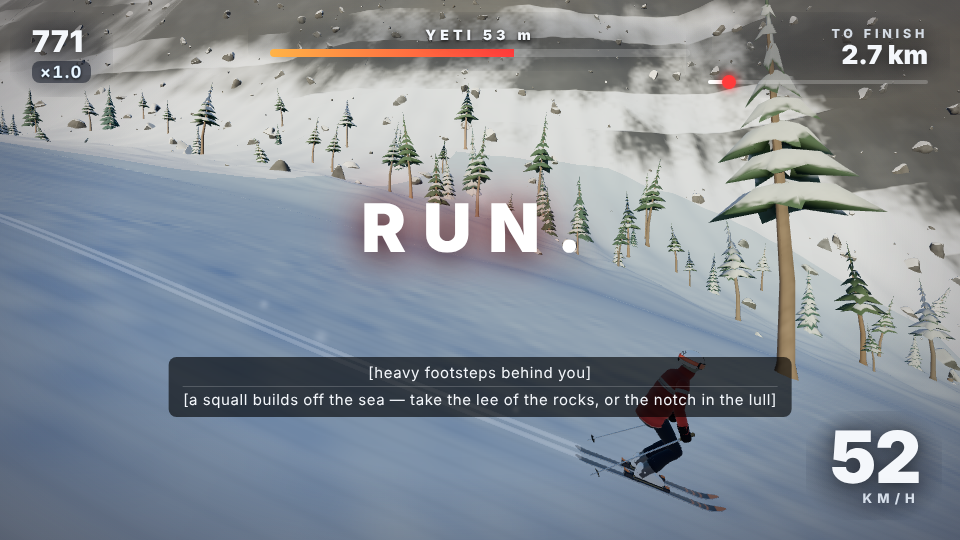 771
×1.0
YETI 53 m
TO FINISH
2.7 km
RUN.
[heavy footsteps behind you]
[a squall builds off the sea — take the lee of the rocks, or the notch in the lull]
52
KM/H